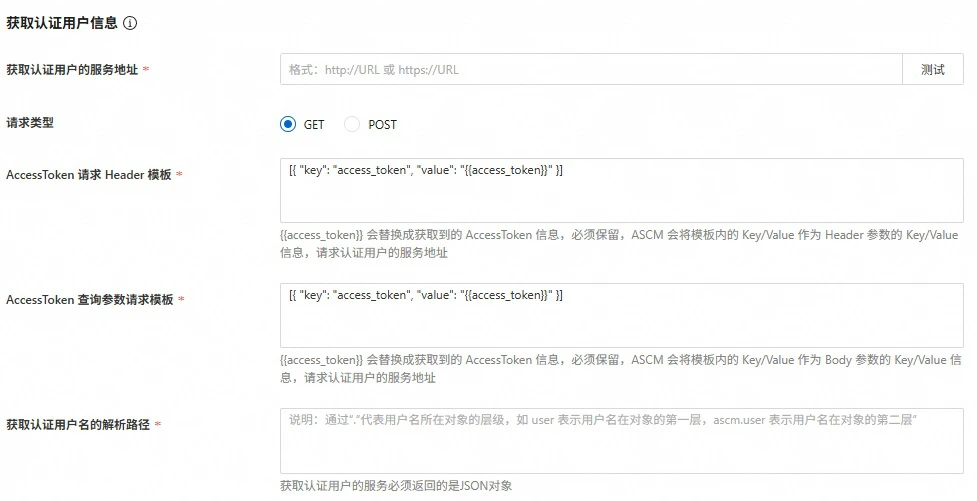 获取认证用户信息
获取认证用户的服务地址 *
格式：http://URL 或 https://URL
测试
请求类型
GET
POST
AccessToken 请求 Header 模板 *
[{ "key": "access_token", "value": "{{access_token}}" }]
{{access_token}} 会替换成获取到的 AccessToken 信息，必须保留，ASCM 会将模板内的 Key/Value 作为 Header 参数的 Key/Value
信息，请求认证用户的服务地址
AccessToken 查询参数请求模板 *
[{ "key": "access_token", "value": "{{access_token}}" }]
{{access_token}} 会替换成获取到的 AccessToken 信息，必须保留，ASCM 会将模板内的 Key/Value 作为 Body 参数的 Key/Value 信
息，请求认证用户的服务地址
获取认证用户名的解析路径 *
说明：通过“.”代表用户名所在对象的层级，如 user 表示用户名在对象的第一层，ascm.user 表示用户名在对象的第二层”
获取认证用户的服务必须返回的是JSON对象